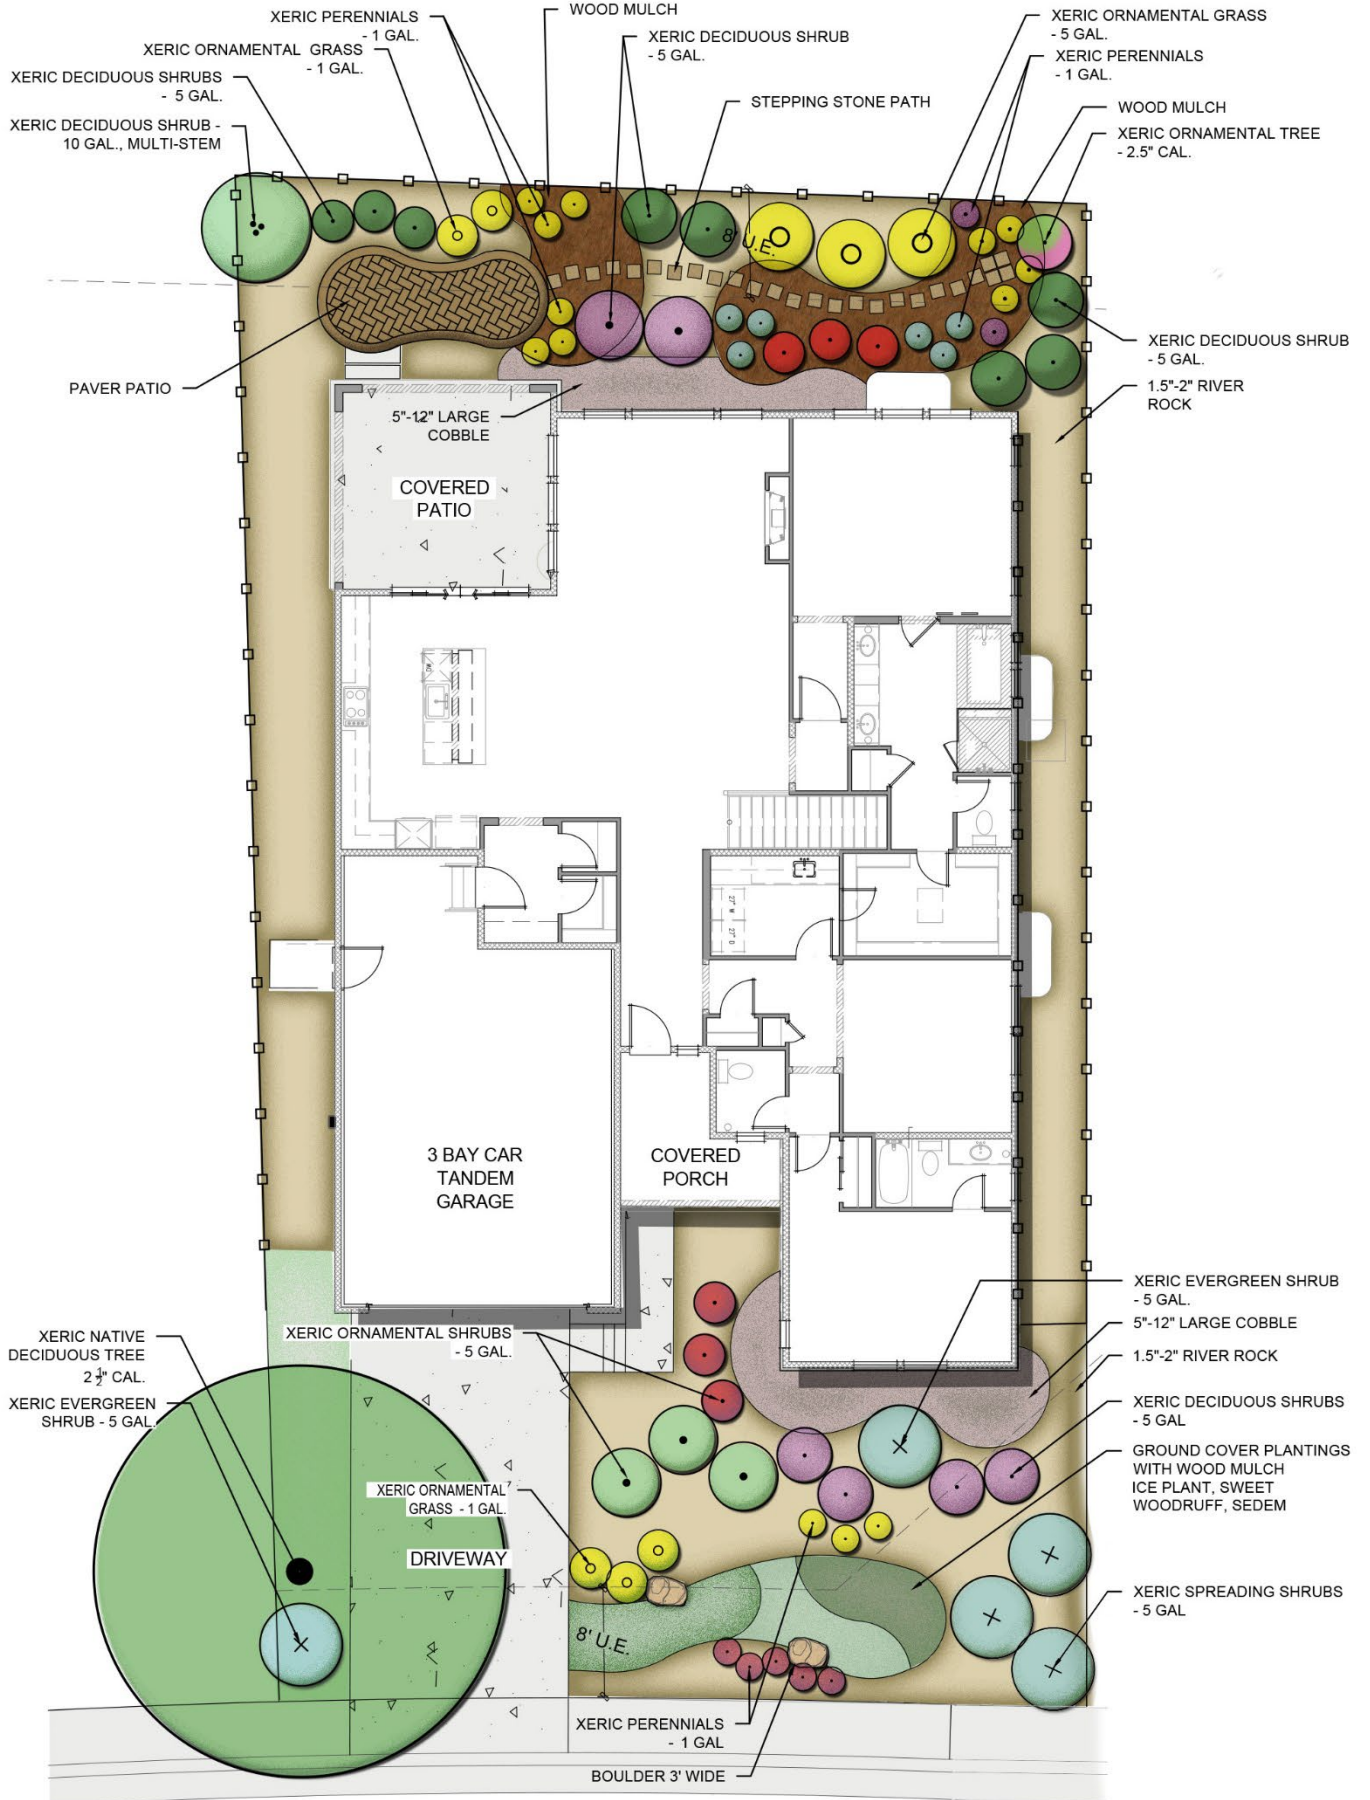 WOOD MULCH
XERIC PERENNIALS
- 1 GAL.
XERIC ORNAMENTAL GRASS
- 5 GAL.
XERIC DECIDUOUS SHRUB
- 5 GAL.
XERIC ORNAMENTAL GRASS
- 1 GAL.
XERIC PERENNIALS
- 1 GAL.
XERIC DECIDUOUS SHRUBS
- 5 GAL.
STEPPING STONE PATH
WOOD MULCH
XERIC DECIDUOUS SHRUB -
10 GAL., MULTI-STEM
XERIC ORNAMENTAL TREE
- 2.5" CAL.
8' U.E.
XERIC DECIDUOUS SHRUB
- 5 GAL.
PAVER PATIO
1.5"-2" RIVER
ROCK
5"-12" LARGE
COBBLE
COVERED
PATIO
27" W
27" D
3 BAY CAR
TANDEM
GARAGE
COVERED
PORCH
XERIC EVERGREEN SHRUB
- 5 GAL.
5"-12" LARGE COBBLE
XERIC ORNAMENTAL SHRUBS
- 5 GAL.
XERIC NATIVE
DECIDUOUS TREE
2 1/2" CAL.
1.5"-2" RIVER ROCK
XERIC EVERGREEN
SHRUB - 5 GAL.
XERIC DECIDUOUS SHRUBS
- 5 GAL
GROUND COVER PLANTINGS
WITH WOOD MULCH
ICE PLANT, SWEET
WOODRUFF, SEDEM
XERIC ORNAMENTAL
GRASS - 1 GAL.
DRIVEWAY
XERIC SPREADING SHRUBS
- 5 GAL
8' U.E.
XERIC PERENNIALS
- 1 GAL
BOULDER 3' WIDE